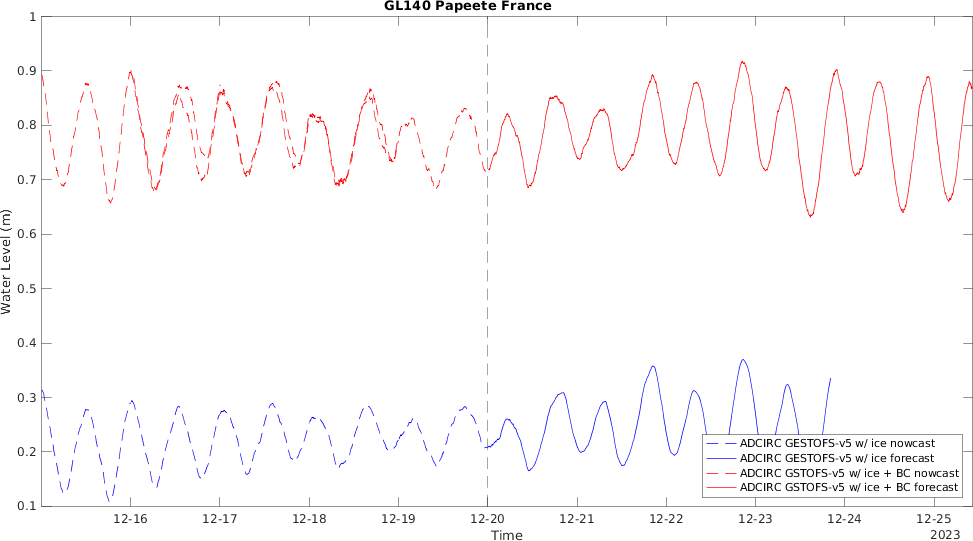 GL140 Papeete France
1
0.9
0.8
0.7
0.6
0.5
0.4
0.3
0.2
0.1
Water Level (m)
ADCIRC GESTOFS-v5 w/ ice nowcast
ADCIRC GESTOFS-v5 w/ ice forecast
ADCIRC GSTOFS-v5 w/ ice + BC nowcast
ADCIRC GSTOFS-v5 w/ ice + BC forecast
12-16 12-17 12-18 12-19 12-20 12-21 12-22 12-23 12-24 12-25
Time 2023